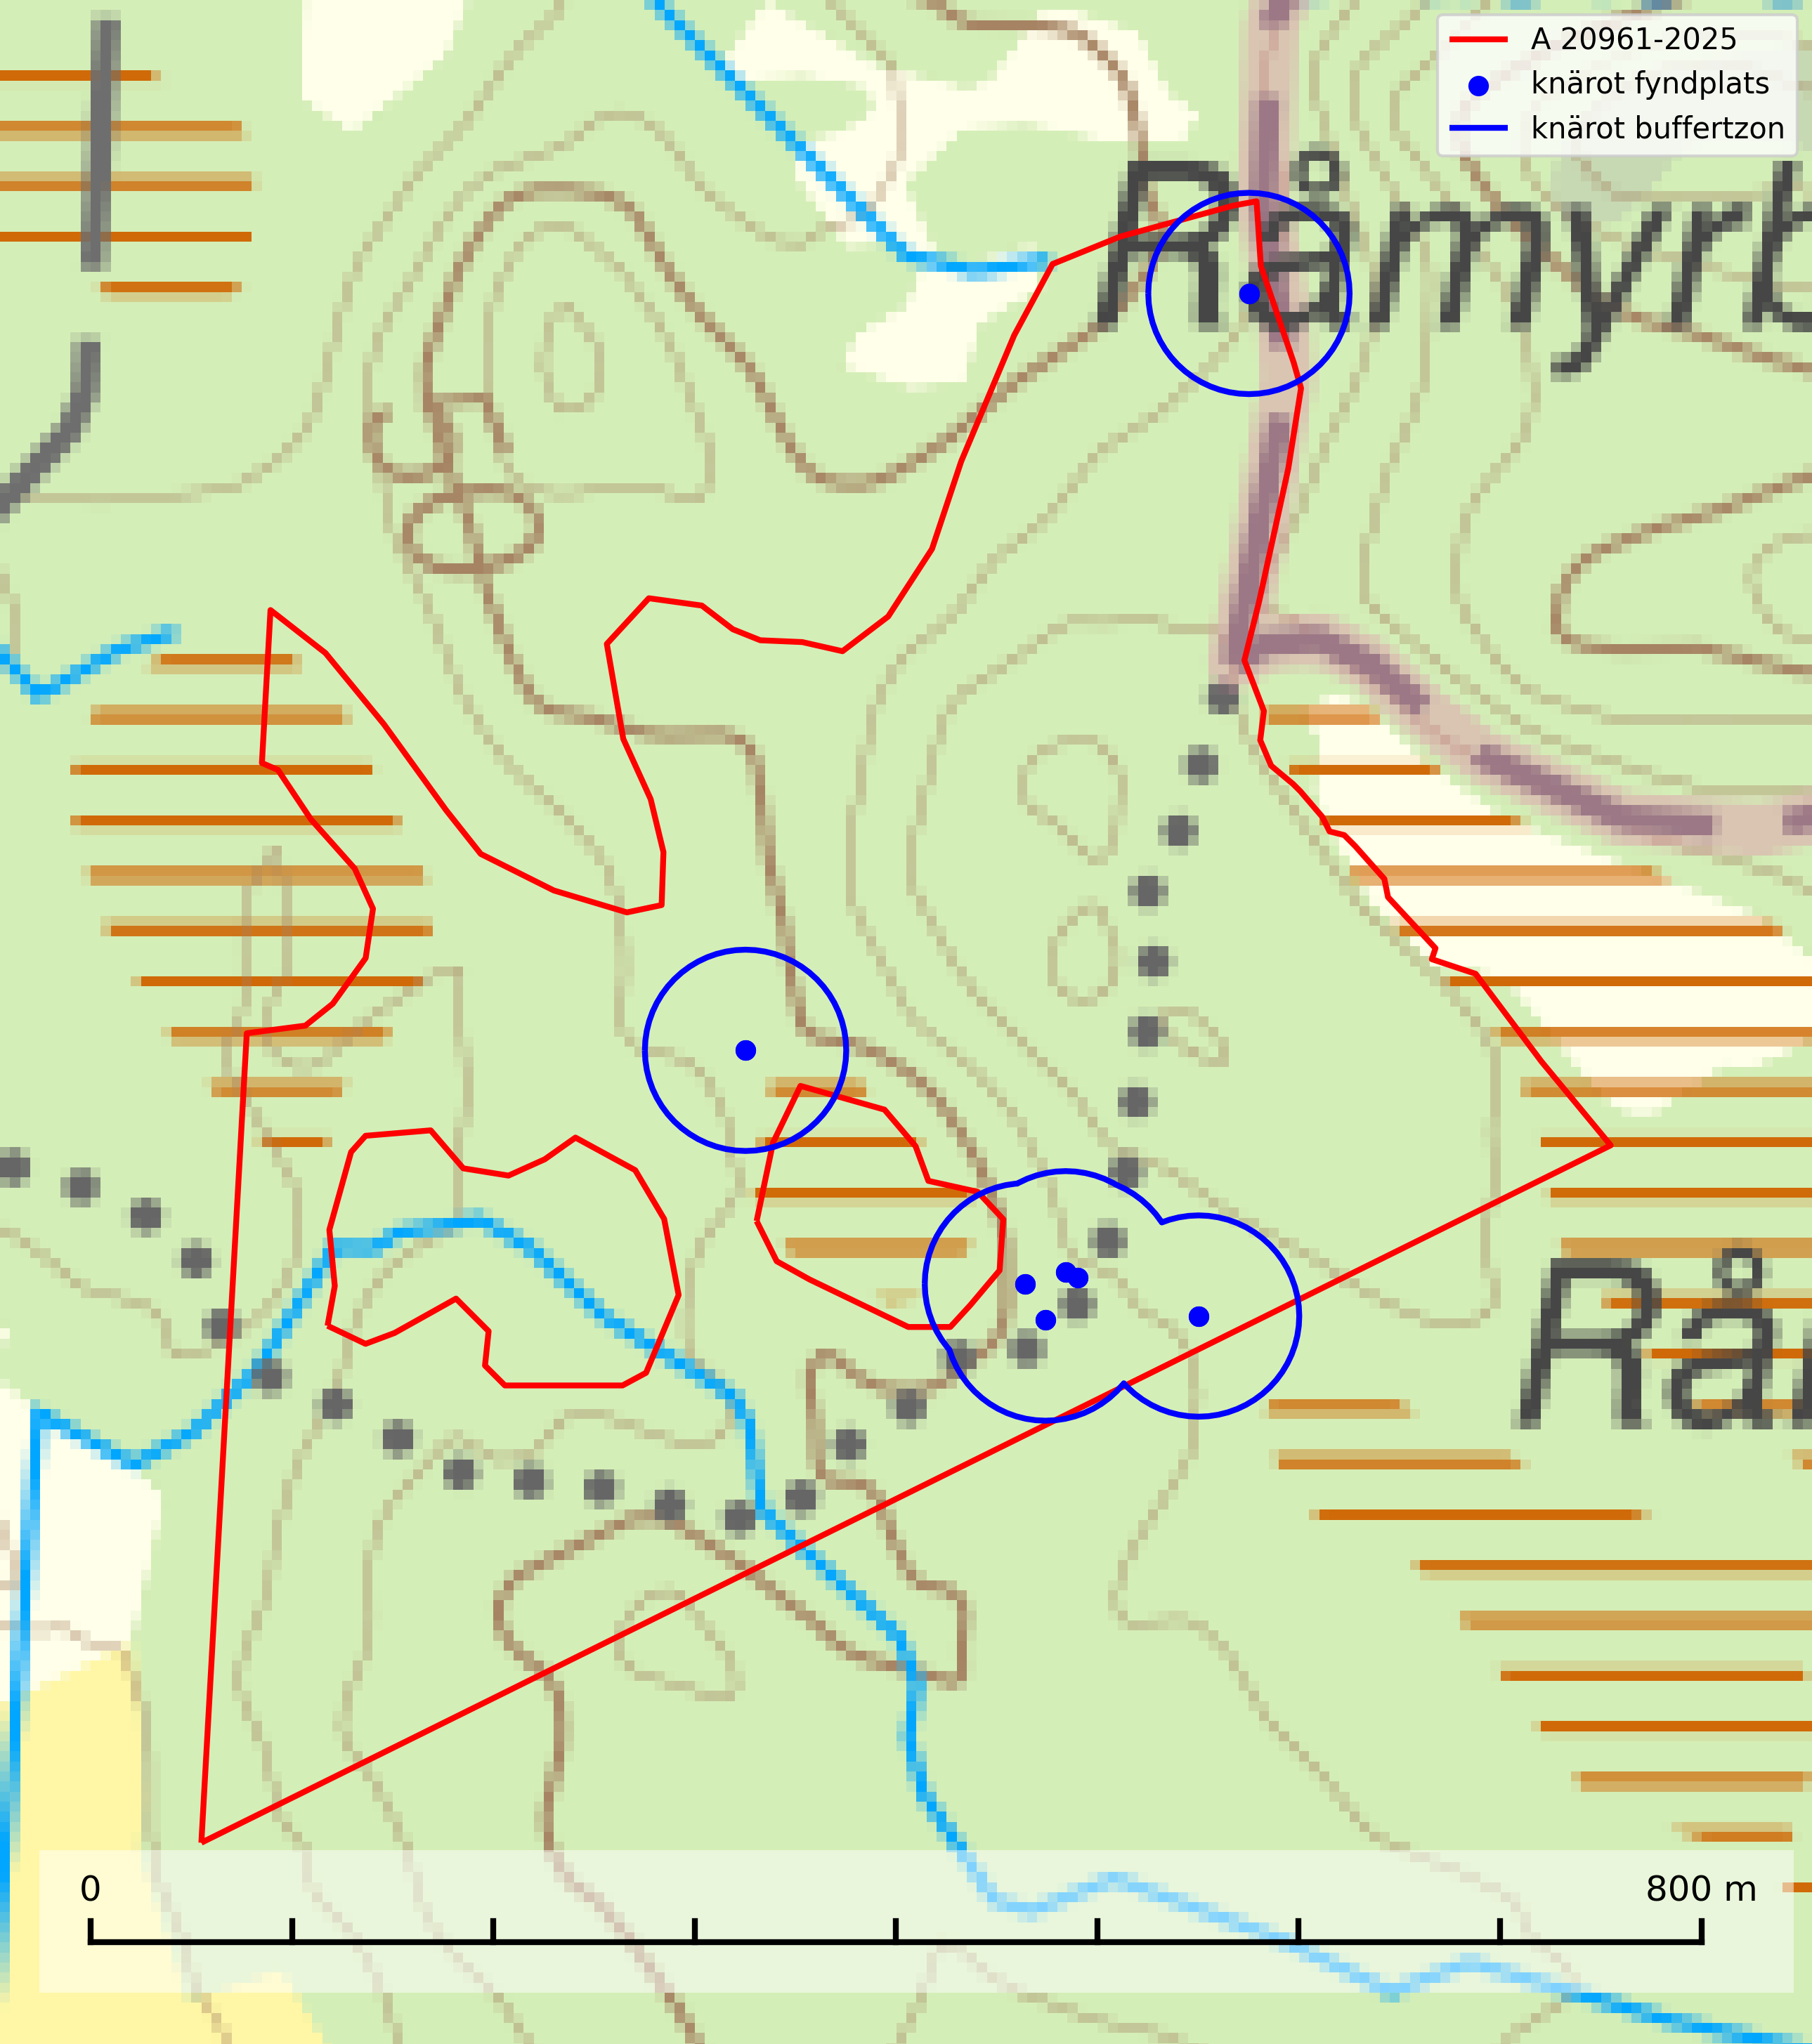 A 20961-2025
knärot fyndplats
knärot buffertzon
Råmyrb
Rå
0
800 m